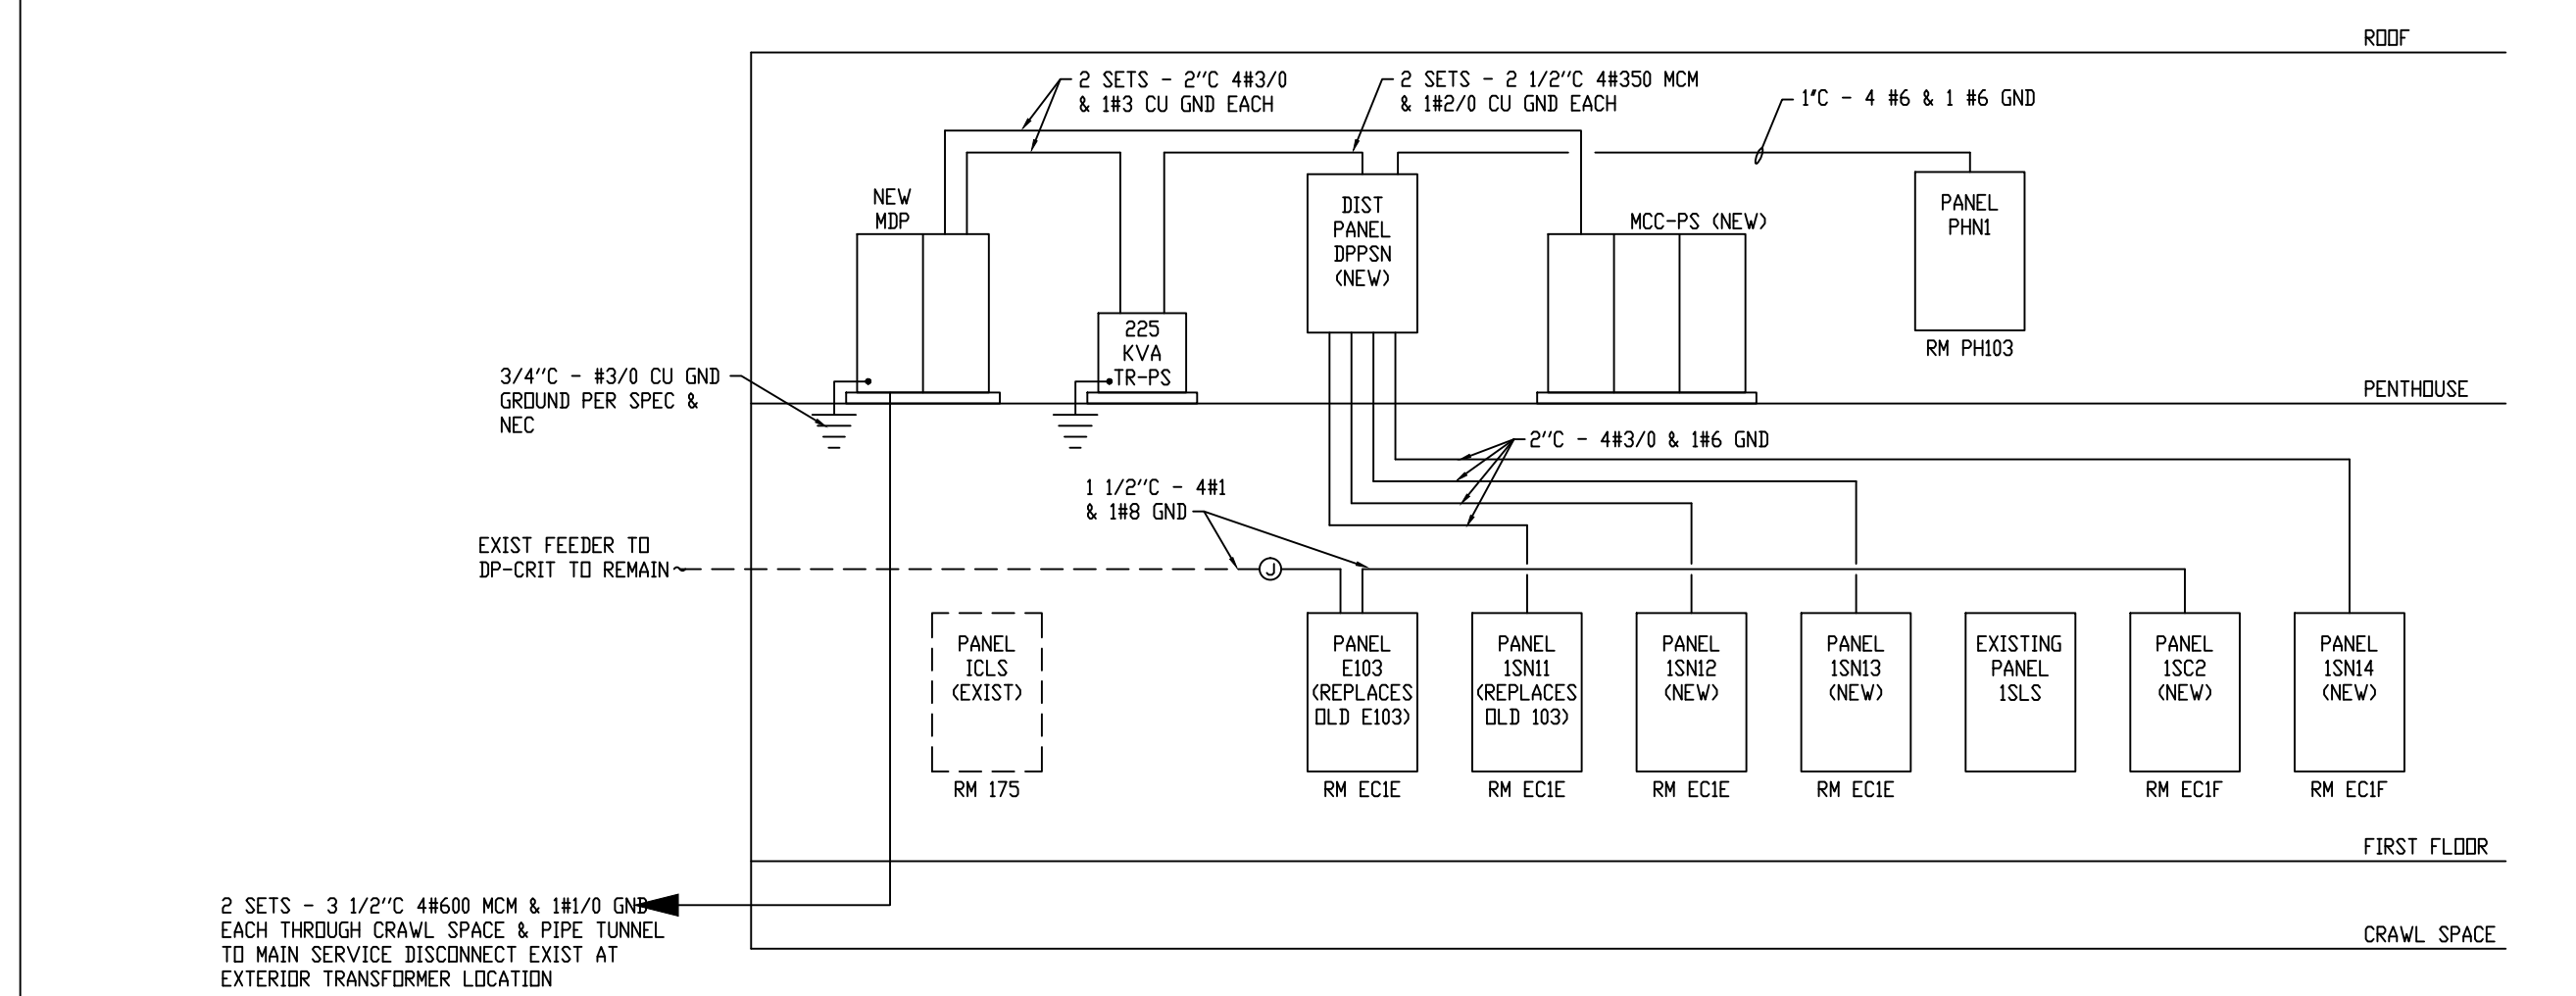 ROOF
2 SETS - 2"C 4#3/0
& 1#3 CU GND EACH
2 SETS - 2 1/2"C 4#350 MCM
& 1#2/0 CU GND EACH
1"C - 4 #6 & 1 #6 GND
NEW
MDP
DIST
PANEL
DPPSN
(NEW)
MCC-PS (NEW)
PANEL
PHN1
RM PH103
225
KVA
TR-PS
3/4"C - #3/0 CU GND
GROUND PER SPEC &
NEC
PENTHOUSE
2"C - 4#3/0 & 1#6 GND
1 1/2"C - 4#1
& 1#8 GND
EXIST FEEDER TO
DP-CRIT TO REMAIN
J
PANEL
ICLS
(EXIST)
RM 175
PANEL
E103
(REPLACES
OLD E103)
RM EC1E
PANEL
1SN11
(REPLACES
OLD 103)
RM EC1E
PANEL
1SN12
(NEW)
RM EC1E
PANEL
1SN13
(NEW)
RM EC1E
EXISTING
PANEL
1SLS
PANEL
1SC2
(NEW)
RM EC1F
PANEL
1SN14
(NEW)
RM EC1F
FIRST FLOOR
2 SETS - 3 1/2"C 4#600 MCM & 1#1/0 GND
EACH THROUGH CRAWL SPACE & PIPE TUNNEL
TO MAIN SERVICE DISCONNECT EXIST AT
EXTERIOR TRANSFORMER LOCATION
CRAWL SPACE